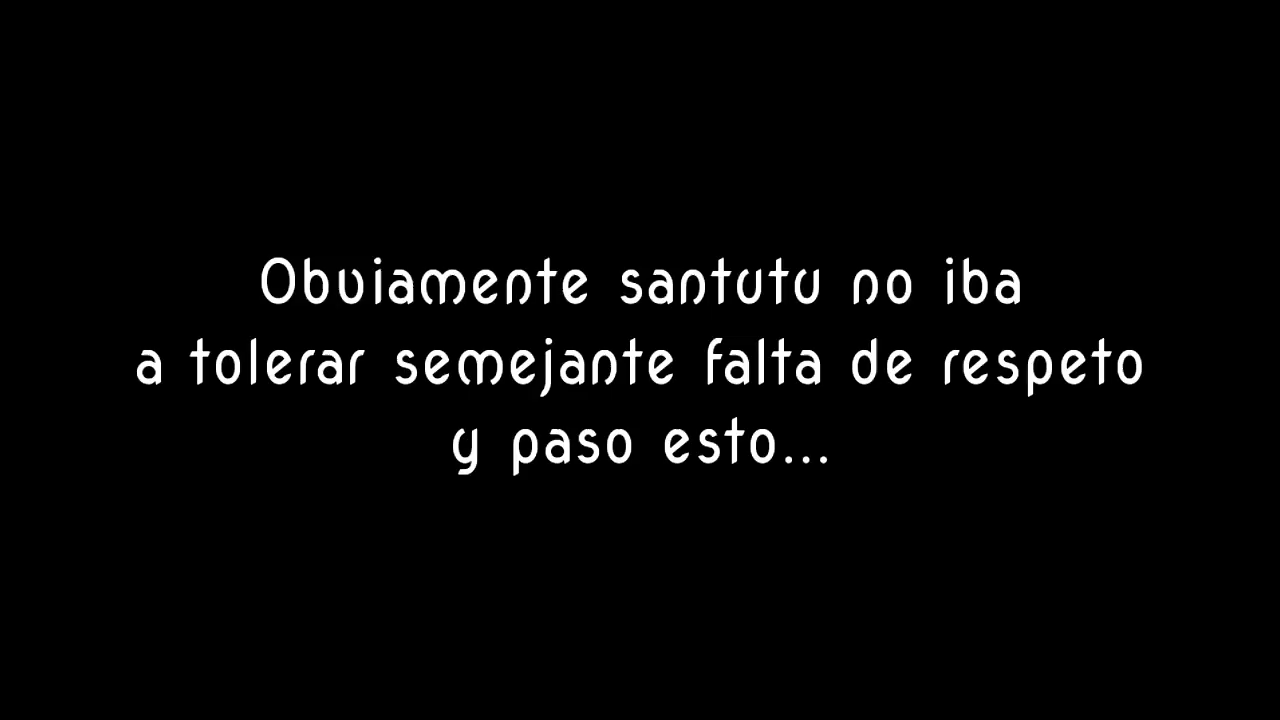 Obviamente santutu no iba
a tolerar semejante falta de respeto
y paso esto...